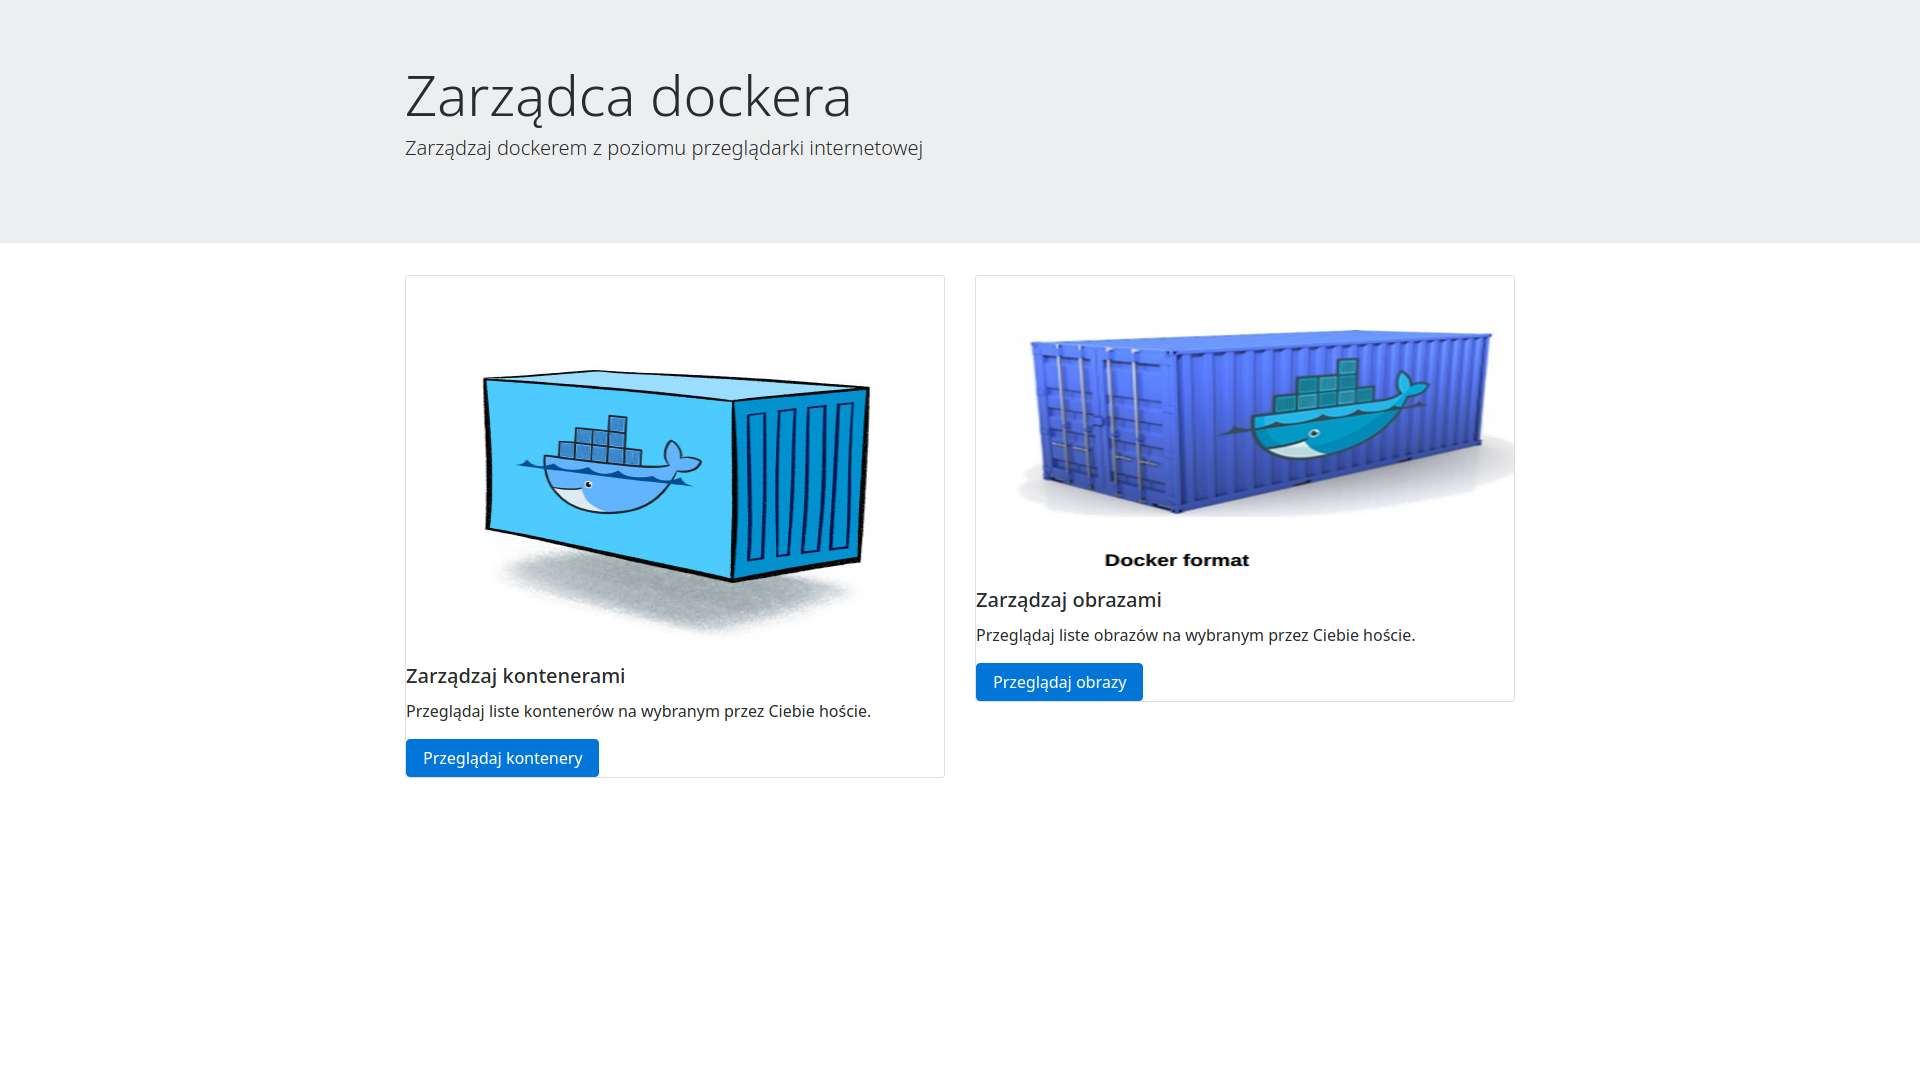 Zarządca dockera
Zarządzaj dockerem z poziomu przeglądarki internetowej
Zarządzaj kontenerami
Przeglądaj liste kontenerów na wybranym przez Ciebie hoście.
Przeglądaj kontenery
Docker format
Zarządzaj obrazami
Przeglądaj liste obrazów na wybranym przez Ciebie hoście.
Przeglądaj obrazy